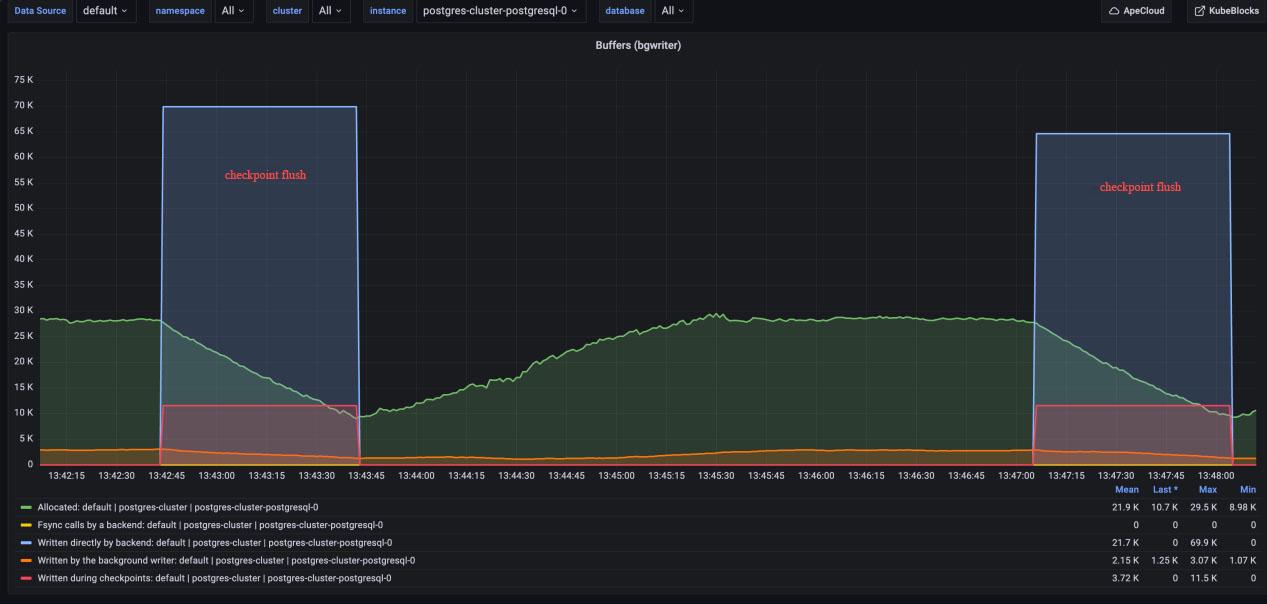 Data Source default namespace All cluster All instance postgres-cluster-postgresql-0 database All ApeCloud KubeBlocks
Buffers (bgwriter)
75 K
70 K
65 K
60 K
55 K
50 K
45 K
40 K
35 K
30 K
25 K
20 K
15 K
10 K
5 K
0
checkpoint flush
checkpoint flush
13:42:15 13:42:30 13:42:45 13:43:00 13:43:15 13:43:30 13:43:45 13:44:00 13:44:15 13:44:30 13:44:45 13:45:00 13:45:15 13:45:30 13:45:45 13:46:00 13:46:15 13:46:30 13:46:45 13:47:00 13:47:15 13:47:30 13:47:45 13:48:00
Mean Last * Max Min
Allocated: default | postgres-cluster | postgres-cluster-postgresql-0 21.9 K 10.7 K 29.5 K 8.98 K
Fsync calls by a backend: default | postgres-cluster | postgres-cluster-postgresql-0 0 0 0 0
Written directly by backend: default | postgres-cluster | postgres-cluster-postgresql-0 21.7 K 0 69.9 K 0
Written by the background writer: default | postgres-cluster | postgres-cluster-postgresql-0 2.15 K 1.25 K 3.07 K 1.07 K
Written during checkpoints: default | postgres-cluster | postgres-cluster-postgresql-0 3.72 K 0 11.5 K 0